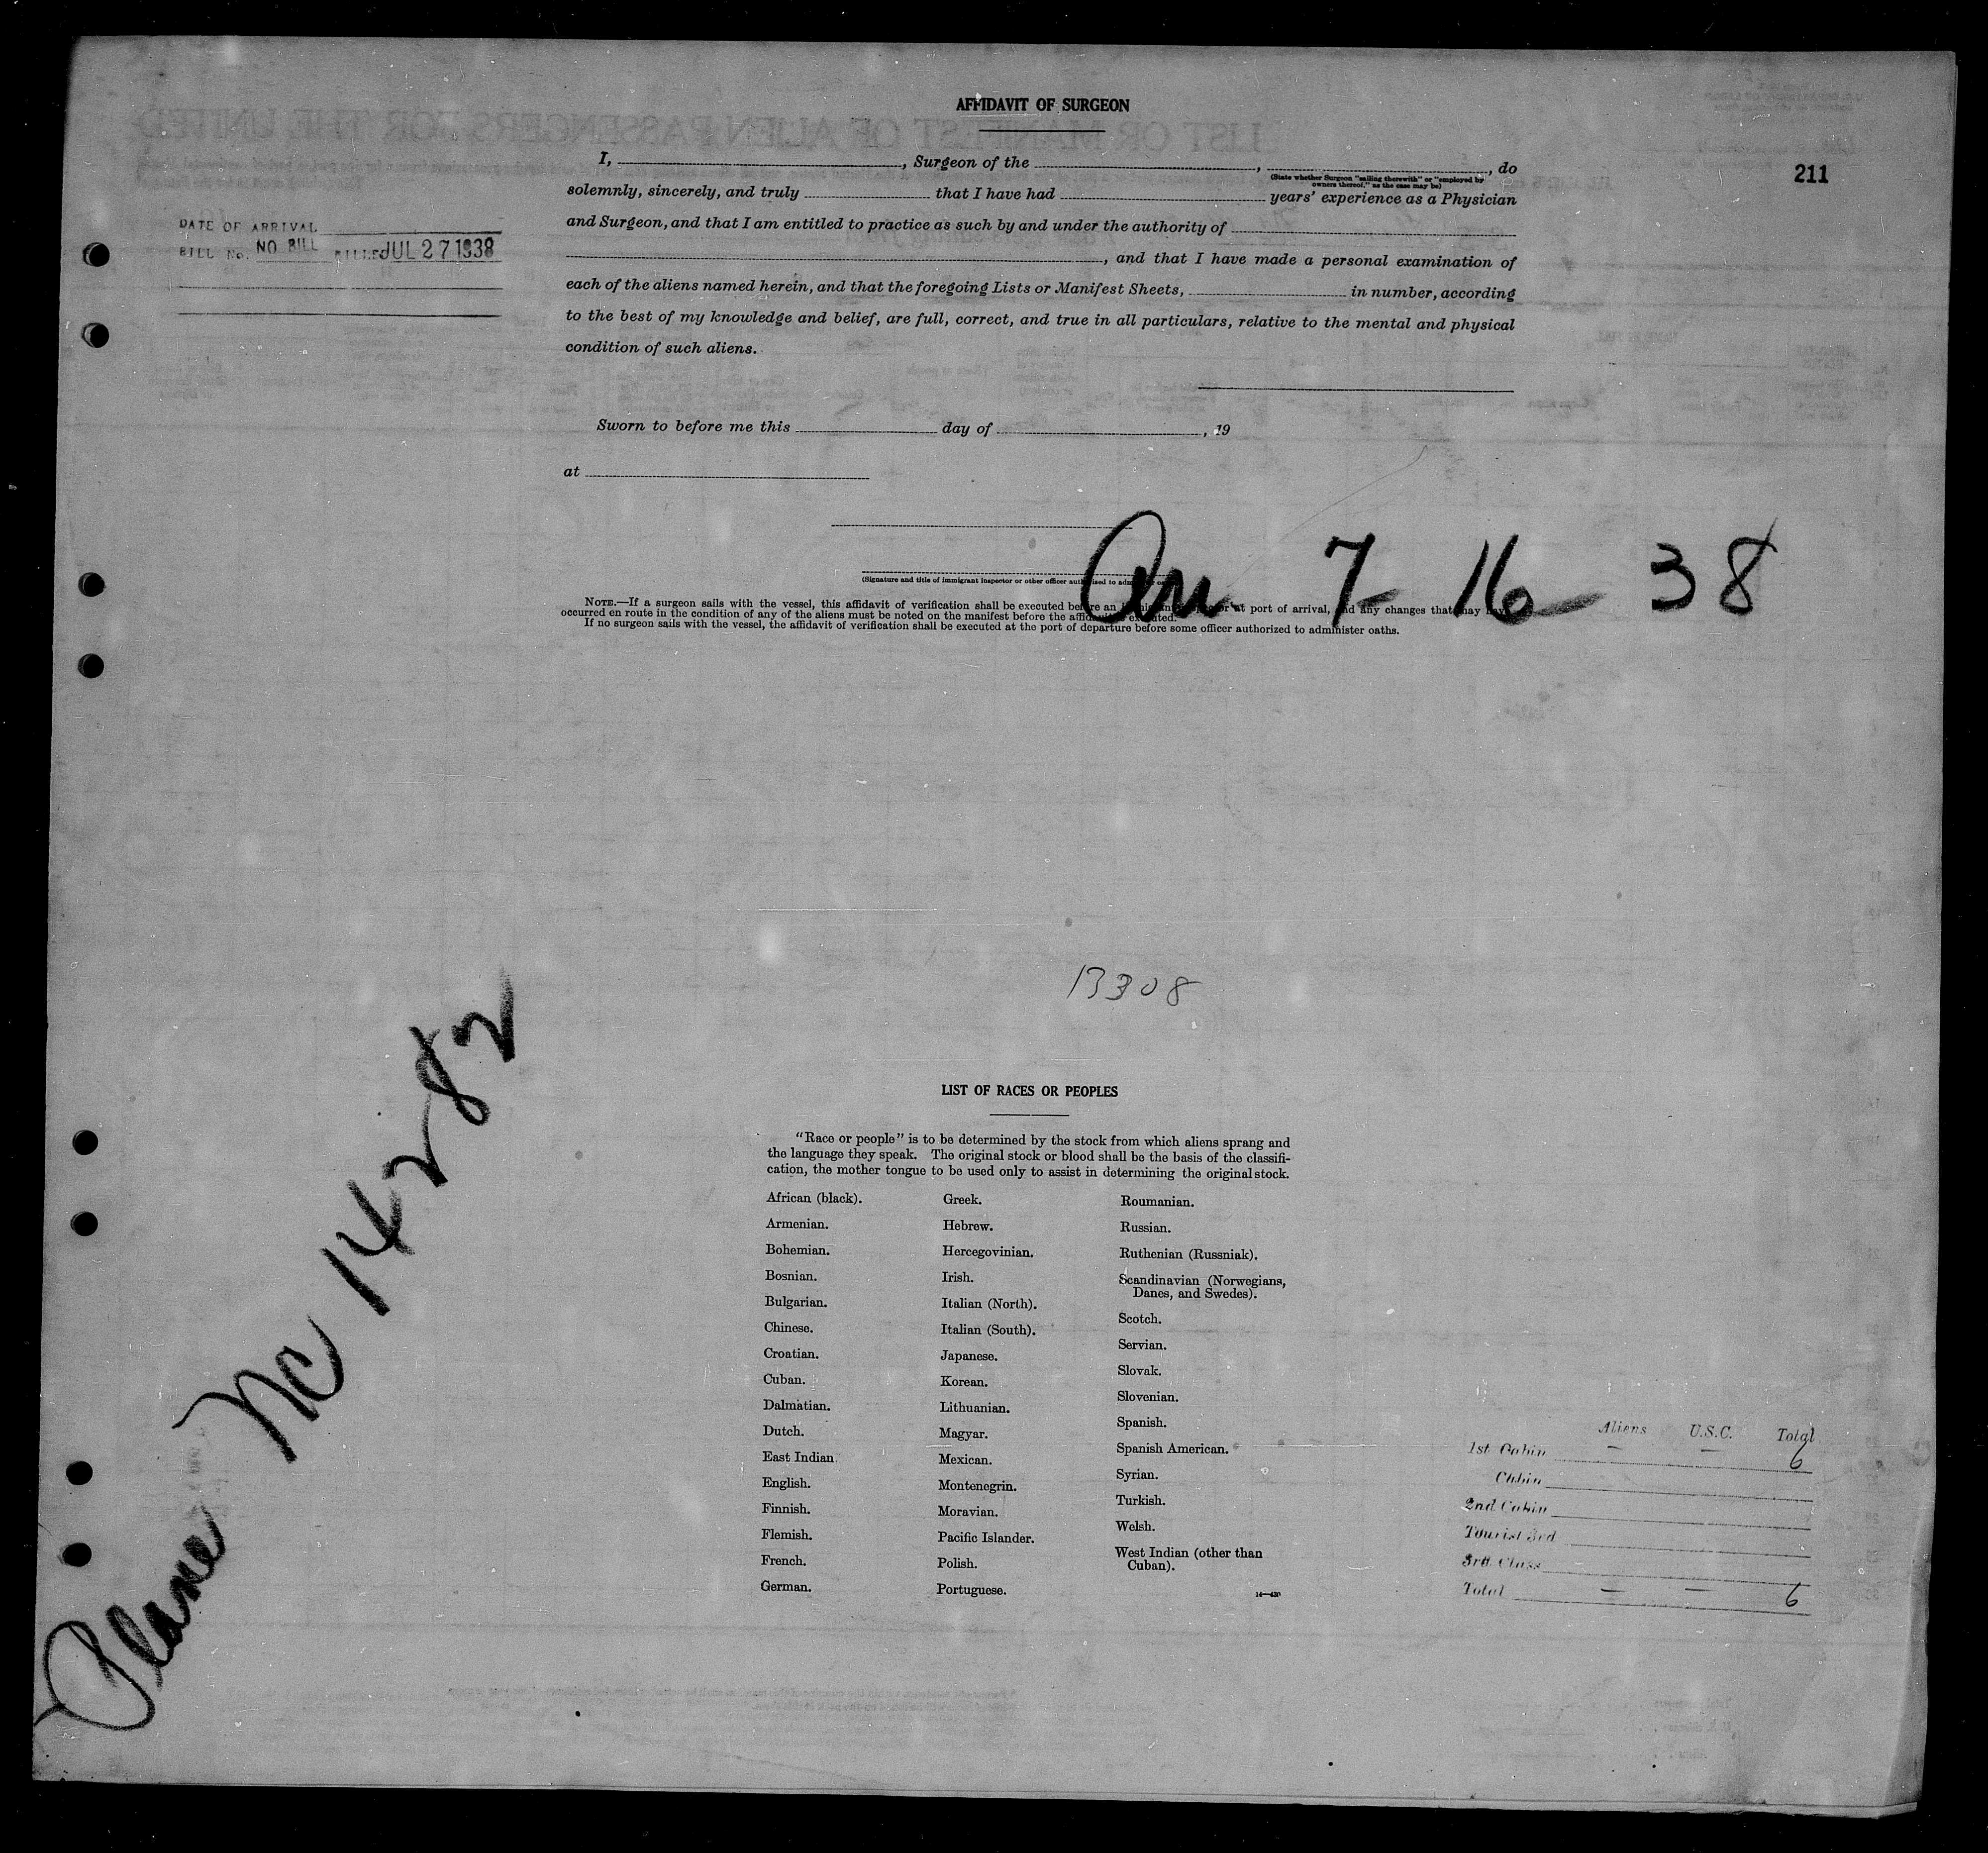 AFFIDAVIT OF SURGEON
211
I, , Surgeon of the , , do
(State whether Surgeon "sailing therewith" or "employed by
owners thereof," as the case may be)
solemnly, sincerely, and truly that I have had years' experience as a Physician
and Surgeon, and that I am entitled to practice as such by and under the authority of
, and that I have made a personal examination of
each of the aliens named herein, and that the foregoing Lists or Manifest Sheets, in number, according
to the best of my knowledge and belief, are full, correct, and true in all particulars, relative to the mental and physical
condition of such aliens.
DATE OF ARRIVAL
BILL No. NO BILL BILLED JUL 27 1938
Sworn to before me this day of , 19
at
Arr. 7-16-38
(Signature and title of immigrant inspector or other officer authorized to
NOTE.—If a surgeon sails with the vessel, this affidavit of verification shall be executed before an at port of arrival, and any changes that may have
occurred en route in the condition of any of the aliens must be noted on the manifest before the affidavit is executed.
If no surgeon sails with the vessel, the affidavit of verification shall be executed at the port of departure before some officer authorized to administer oaths.
13308
Plane NC 14282
LIST OF RACES OR PEOPLES
"Race or people" is to be determined by the stock from which aliens sprang and
the language they speak. The original stock or blood shall be the basis of the classifi-
cation, the mother tongue to be used only to assist in determining the original stock.
African (black).
Armenian.
Bohemian.
Bosnian.
Bulgarian.
Chinese.
Croatian.
Cuban.
Dalmatian.
Dutch.
East Indian.
English.
Finnish.
Flemish.
French.
German.
Greek.
Hebrew.
Hercegovinian.
Irish.
Italian (North).
Italian (South).
Japanese.
Korean.
Lithuanian.
Magyar.
Mexican.
Montenegrin.
Moravian.
Pacific Islander.
Polish.
Portuguese.
Roumanian.
Russian.
Ruthenian (Russniak).
Scandinavian (Norwegians,
Danes, and Swedes).
Scotch.
Servian.
Slovak.
Slovenian.
Spanish.
Spanish American.
Syrian.
Turkish.
Welsh.
West Indian (other than
Cuban).
Aliens U.S.C. Total
1st Cabin — — 6
Cabin
2nd Cabin
Tourist 3rd
3rd Class
Total — — 6